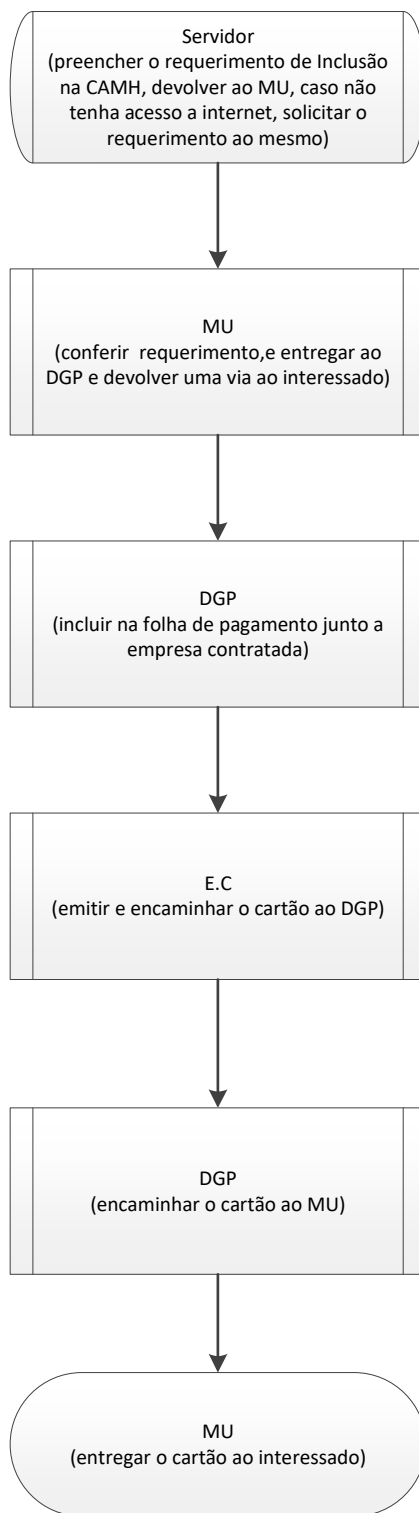 Servidor
(preencher o requerimento de Inclusão
na CAMH, devolver ao MU, caso não
tenha acesso a internet, solicitar o
requerimento ao mesmo)
MU
(conferir requerimento,e entregar ao
DGP e devolver uma via ao interessado)
DGP
(incluir na folha de pagamento junto a
empresa contratada)
E.C
(emitir e encaminhar o cartão ao DGP)
DGP
(encaminhar o cartão ao MU)
MU
(entregar o cartão ao interessado)